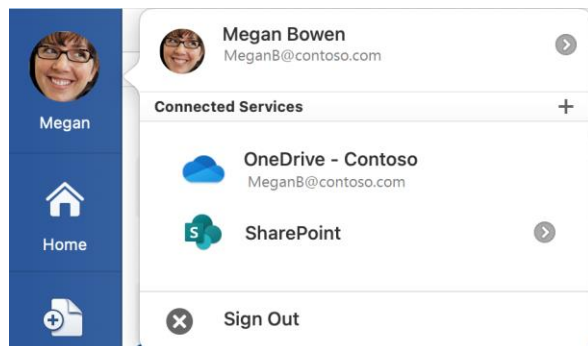 Megan Bowen
MeganB@contoso.com
Megan
Connected Services
OneDrive - Contoso
MeganB@contoso.com
Home
S
SharePoint
Sign Out